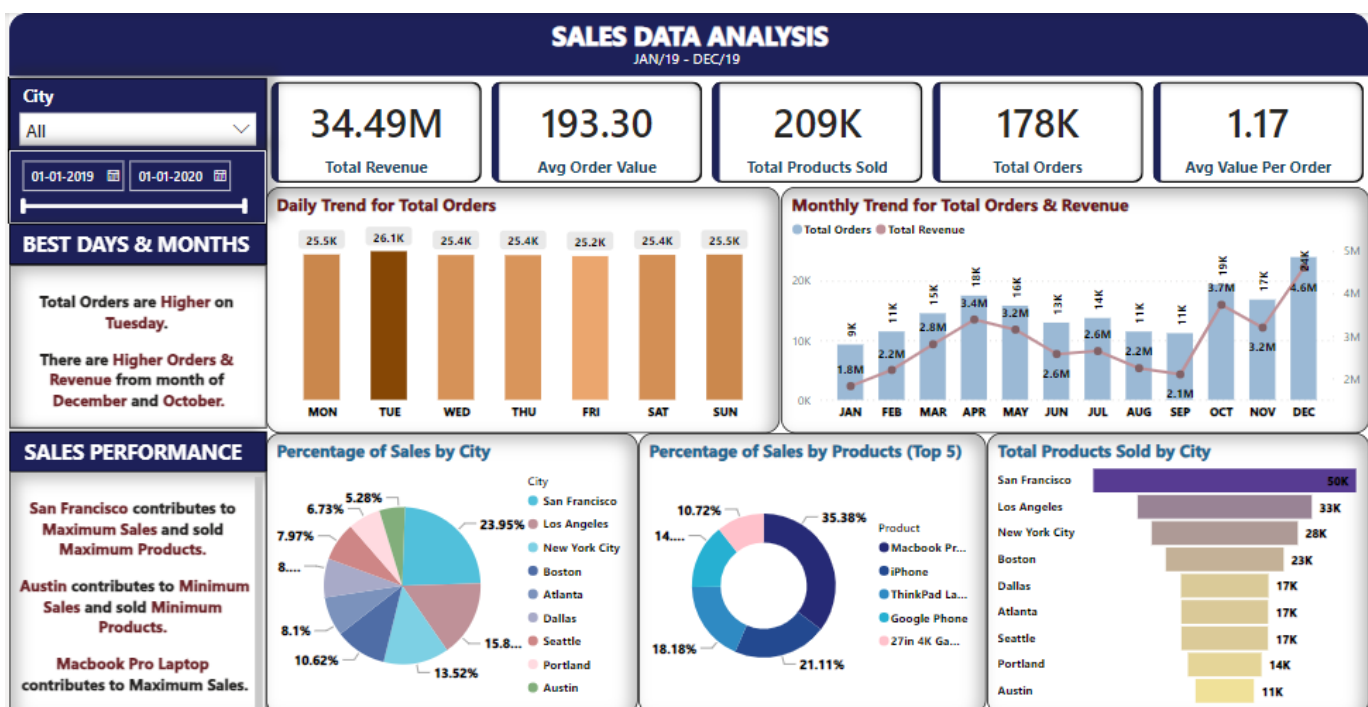 SALES DATA ANALYSIS
JAN/19 - DEC/19
City
All
01-01-2019 01-01-2020
34.49M
Total Revenue
193.30
Avg Order Value
209K
Total Products Sold
178K
Total Orders
1.17
Avg Value Per Order
BEST DAYS & MONTHS
Total Orders are Higher on
Tuesday.
There are Higher Orders &
Revenue from month of
December and October.
Daily Trend for Total Orders
25.5K 26.1K 25.4K 25.4K 25.2K 25.4K 25.5K
MON TUE WED THU FRI SAT SUN
Monthly Trend for Total Orders & Revenue
Total Orders Total Revenue
20K
10K
0K
5M
4M
3M
2M
9K 11K 15K 18K 16K 13K 14K 11K 11K 19K 17K 24K
1.8M 2.2M 2.8M 3.4M 3.2M 2.6M 2.6M 2.2M 2.1M 3.7M 3.2M 4.6M
JAN FEB MAR APR MAY JUN JUL AUG SEP OCT NOV DEC
SALES PERFORMANCE
San Francisco contributes to
Maximum Sales and sold
Maximum Products.
Austin contributes to Minimum
Sales and sold Minimum
Products.
Macbook Pro Laptop
contributes to Maximum Sales.
Percentage of Sales by City
23.95%
15.8...
13.52%
10.62%
8.1%
8....
7.97%
6.73%
5.28%
City
San Francisco
Los Angeles
New York City
Boston
Atlanta
Dallas
Seattle
Portland
Austin
Percentage of Sales by Products (Top 5)
35.38%
21.11%
18.18%
14....
10.72%
Product
Macbook Pr...
iPhone
ThinkPad La...
Google Phone
27in 4K Ga...
Total Products Sold by City
San Francisco 50K
Los Angeles 33K
New York City 28K
Boston 23K
Dallas 17K
Atlanta 17K
Seattle 17K
Portland 14K
Austin 11K